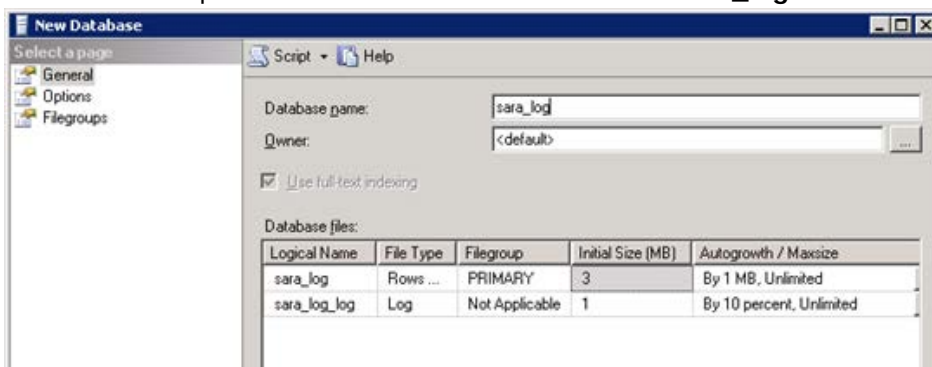 New Database
Select a page
General
Options
Filegroups
Script Help
Database name: sara_log
Owner: <default> ...
Use full-text indexing
Database files:
Logical Name File Type Filegroup Initial Size (MB) Autogrowth / Maxsize
sara_log Rows ... PRIMARY 3 By 1 MB, Unlimited
sara_log_log Log Not Applicable 1 By 10 percent, Unlimited